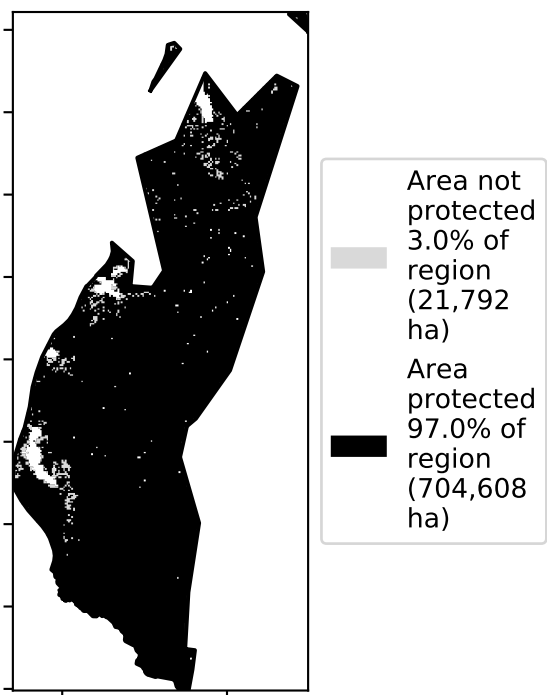 Area not
protected
3.0% of
region
(21,792
ha)
Area
protected
97.0% of
region
(704,608
ha)